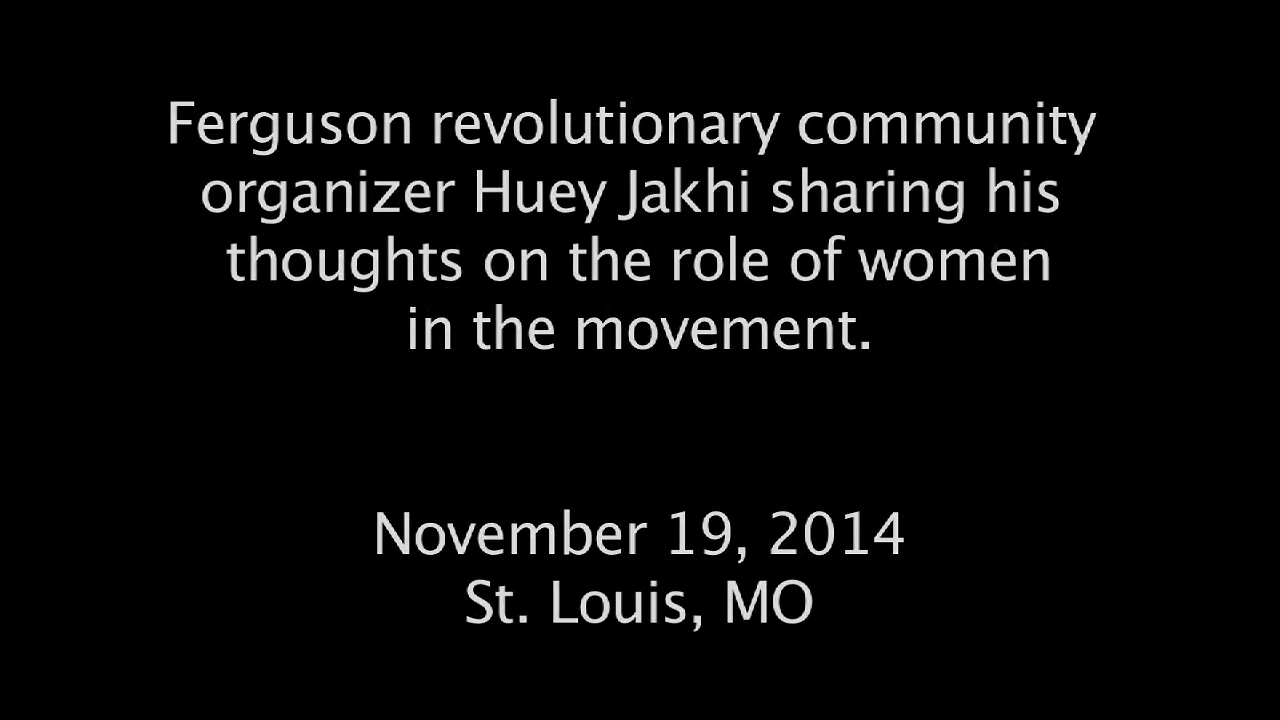 Ferguson revolutionary community
organizer Huey Jakhi sharing his
thoughts on the role of women
in the movement.
November 19, 2014
St. Louis, MO